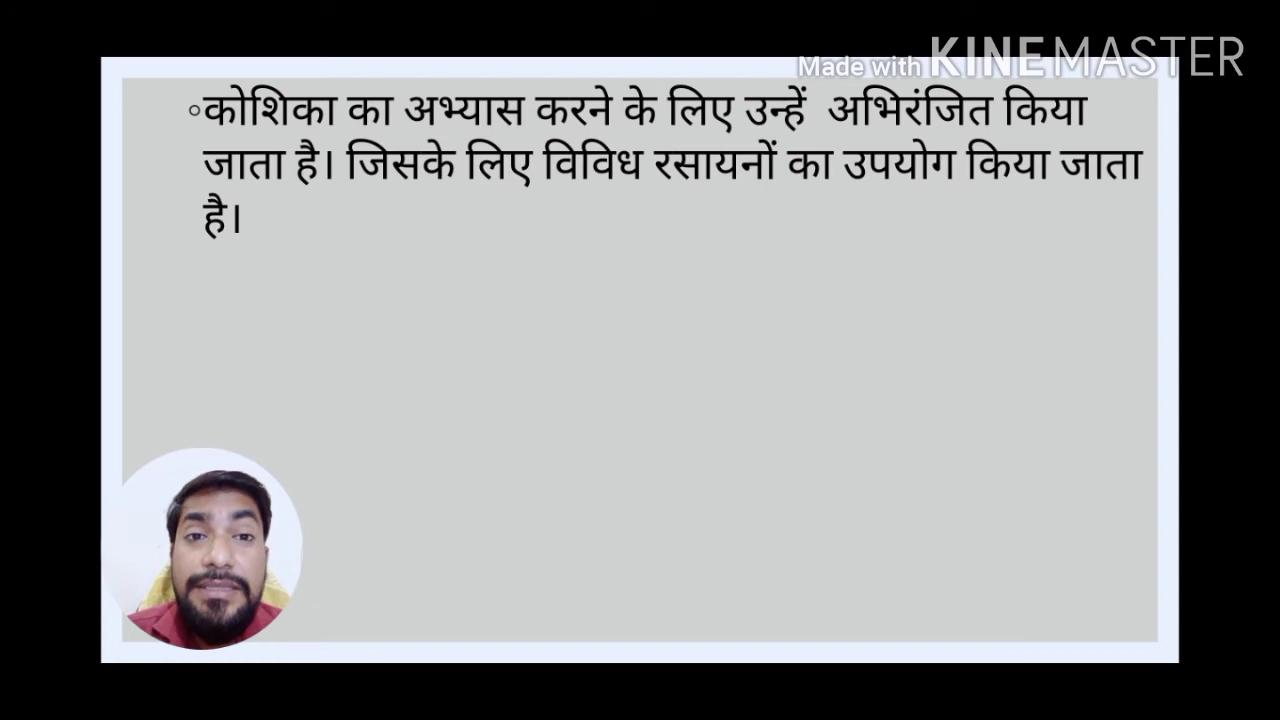 Made with KINEMASTER
◦कोशिका का अभ्यास करने के लिए उन्हें अभिरंजित किया
जाता है। जिसके लिए विविध रसायनों का उपयोग किया जाता
है।